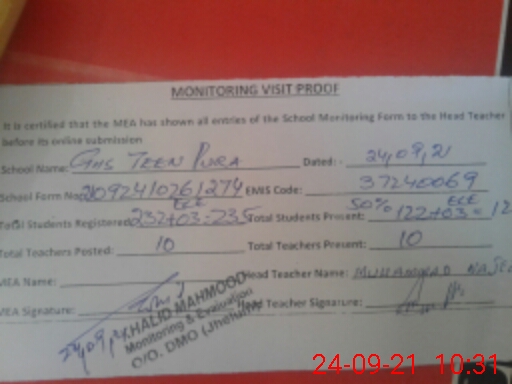 MONITORING VISIT PROOF
It is certified that the MEA has shown all entries of the School Monitoring Form to the Head Teacher
before its online submission
School Name: GHS TEEN PURA Dated: - 24,09,21
School Form No: 2109241026,274 EMIS Code: 37240069
ECE 50% ECE
Total Students Registered: 232+03=235 Total Students Present: 122+03=12
Total Teachers Posted: 10 Total Teachers Present: 10
MEA Name: Head Teacher Name: MUHAMMAD
MEA Signature: Head Teacher Signature:
24,09,21
KHALID MAHMOOD
Monitoring & Evaluation
O/O. DMO (Jhelum)
24-09-21 10:31